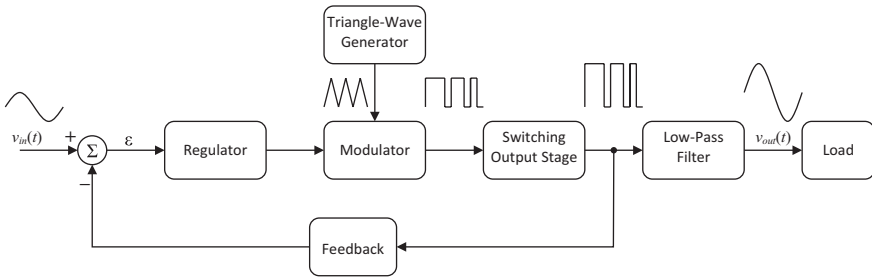 Triangle-Wave
Generator
v_in(t)
+
Σ
−
ε
Regulator
Modulator
Switching
Output Stage
Low-Pass
Filter
v_out(t)
Load
Feedback